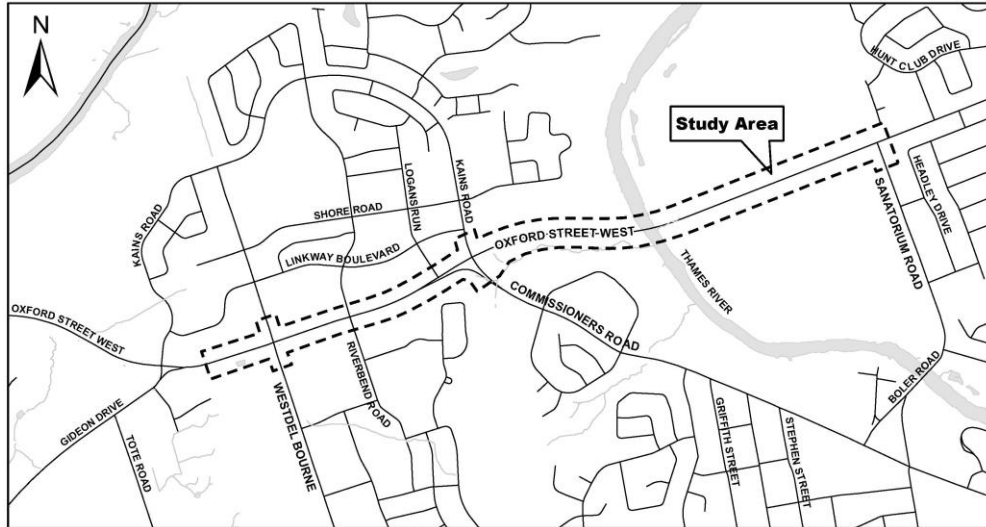 N
HUNT CLUB DRIVE
Study Area
KAINS ROAD
LOGANS RUN
HEADLEY DRIVE
SANATORIUM ROAD
SHORE ROAD
KAINS ROAD
OXFORD STREET WEST
LINKWAY BOULEVARD
THAMES RIVER
COMMISSIONERS ROAD
OXFORD STREET WEST
RIVERBEND ROAD
BOLER ROAD
GIDEON DRIVE
WESTDEL BOURNE
TOTE ROAD
GRIFFITH STREET
STEPHEN STREET